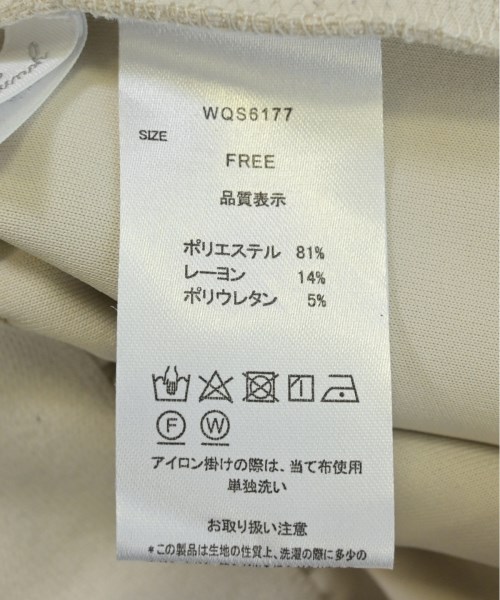 WQS6177
SIZE
FREE
品質表示
ポリエステル 81%
レーヨン 14%
ポリウレタン 5%
F W
アイロン掛けの際は、当て布使用
単独洗い
お取り扱い注意
*この製品は生地の性質上、洗濯の際に多少の